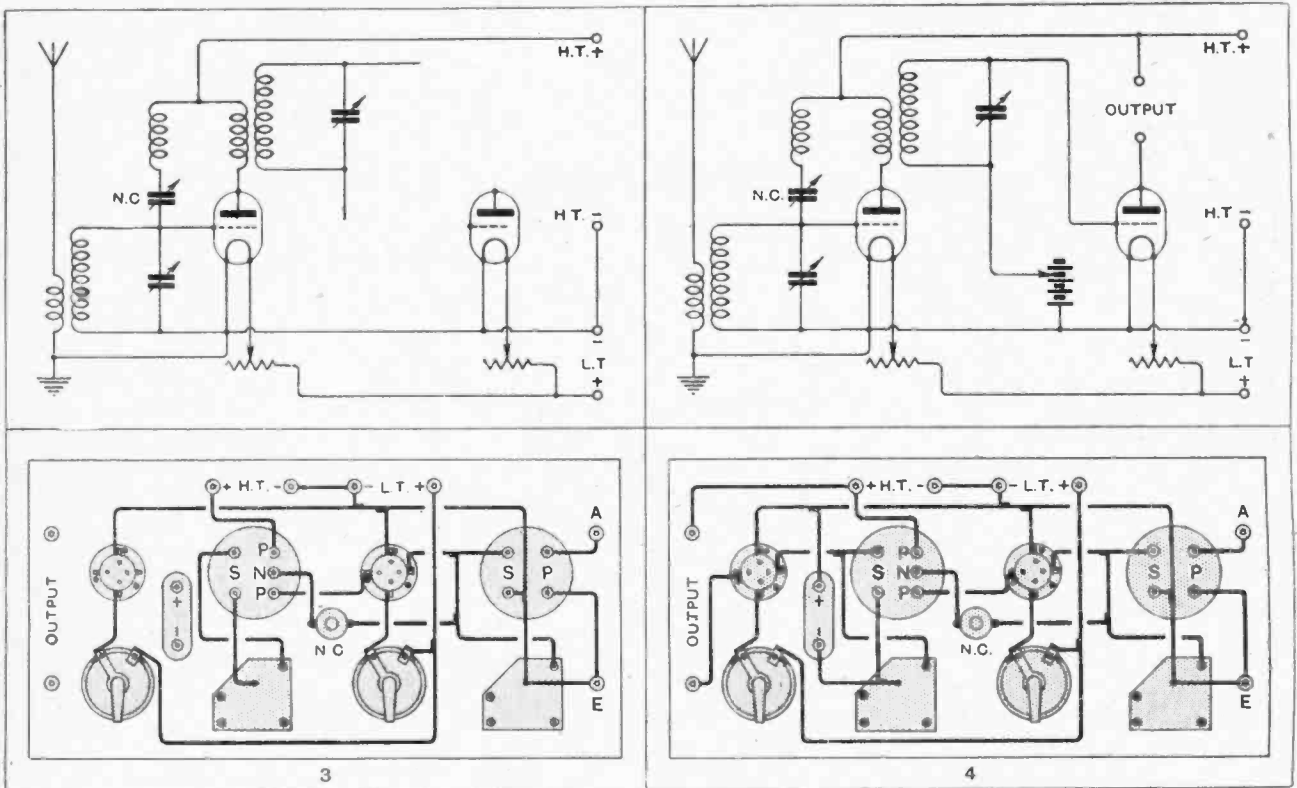 H.T.+
N.C
H.T. -
-
L.T
+
H.T.+
OUTPUT
N.C.
H.T -
-
L.T
+
+ H.T. - - L.T. +
A
P
S N S P
P
OUTPUT
+
-
N C
E
3
+ H.T. - - L.T. +
A
P
S N S P
P
OUTPUT
+
-
N.C.
E
4